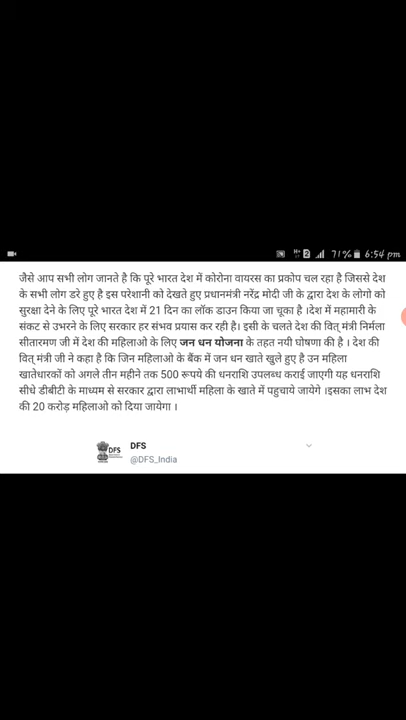 71% 6:54 pm
जैसे आप सभी लोग जानते है कि पूरे भारत देश में कोरोना वायरस का प्रकोप चल रहा है जिससे देश
के सभी लोग डरे हुए है इस परेशानी को देखते हुए प्रधानमंत्री नरेंद्र मोदी जी के द्वारा देश के लोगो को
सुरक्षा देने के लिए पूरे भारत देश में 21 दिन का लॉक डाउन किया जा चूका है ।देश में महामारी के
संकट से उभरने के लिए सरकार हर संभव प्रयास कर रही है। इसी के चलते देश की वित् मंत्री निर्मला
सीतारमण जी में देश की महिलाओ के लिए जन धन योजना के तहत नयी घोषणा की है । देश की
वित् मंत्री जी ने कहा है कि जिन महिलाओ के बैंक में जन धन खाते खुले हुए है उन महिला
खातेधारकों को अगले तीन महीने तक 500 रूपये की धनराशि उपलब्ध कराई जाएगी यह धनराशि
सीधे डीबीटी के माध्यम से सरकार द्वारा लाभार्थी महिला के खाते में पहुचाये जायेगे ।इसका लाभ देश
की 20 करोड़ महिलाओ को दिया जायेगा ।
DFS
DFS
@DFS_India